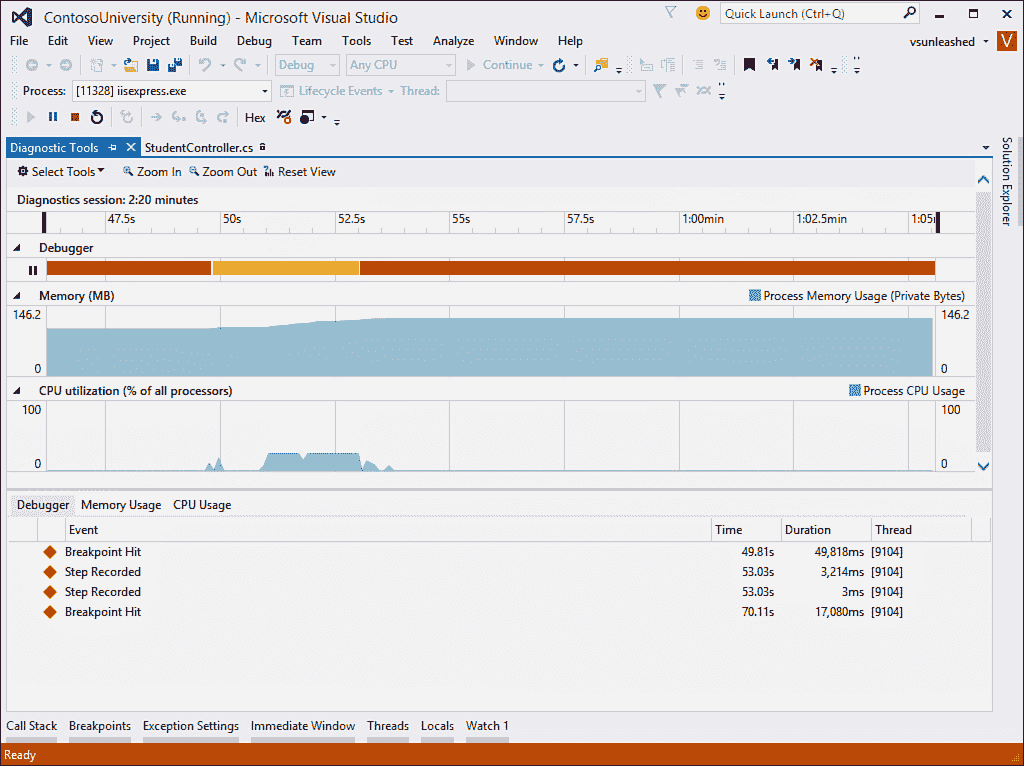 ContosoUniversity (Running) - Microsoft Visual Studio
Quick Launch (Ctrl+Q)
File Edit View Project Build Debug Team Tools Test Analyze Window Help
vsunleashed V
Debug Any CPU Continue
Process: [11328] iisexpress.exe Lifecycle Events Thread:
Hex
Diagnostic Tools StudentController.cs
Solution Explorer
Select Tools Zoom In Zoom Out Reset View
Diagnostics session: 2:20 minutes
47.5s 50s 52.5s 55s 57.5s 1:00min 1:02.5min 1:05
Debugger
Memory (MB) Process Memory Usage (Private Bytes)
146.2 146.2
0 0
CPU utilization (% of all processors) Process CPU Usage
100 100
0 0
Debugger Memory Usage CPU Usage
Event Time Duration Thread
Breakpoint Hit 49.81s 49,818ms [9104]
Step Recorded 53.03s 3,214ms [9104]
Step Recorded 53.03s 3ms [9104]
Breakpoint Hit 70.11s 17,080ms [9104]
Call Stack Breakpoints Exception Settings Immediate Window Threads Locals Watch 1
Ready